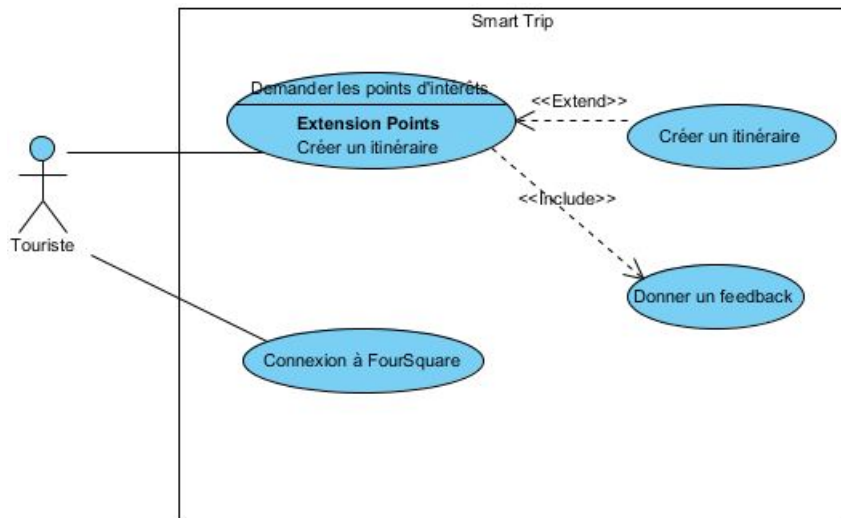 Smart Trip
Demander les points d'intérêts
Extension Points
Créer un itinéraire
<<Extend>>
Créer un itinéraire
<<Include>>
Touriste
Donner un feedback
Connexion à FourSquare